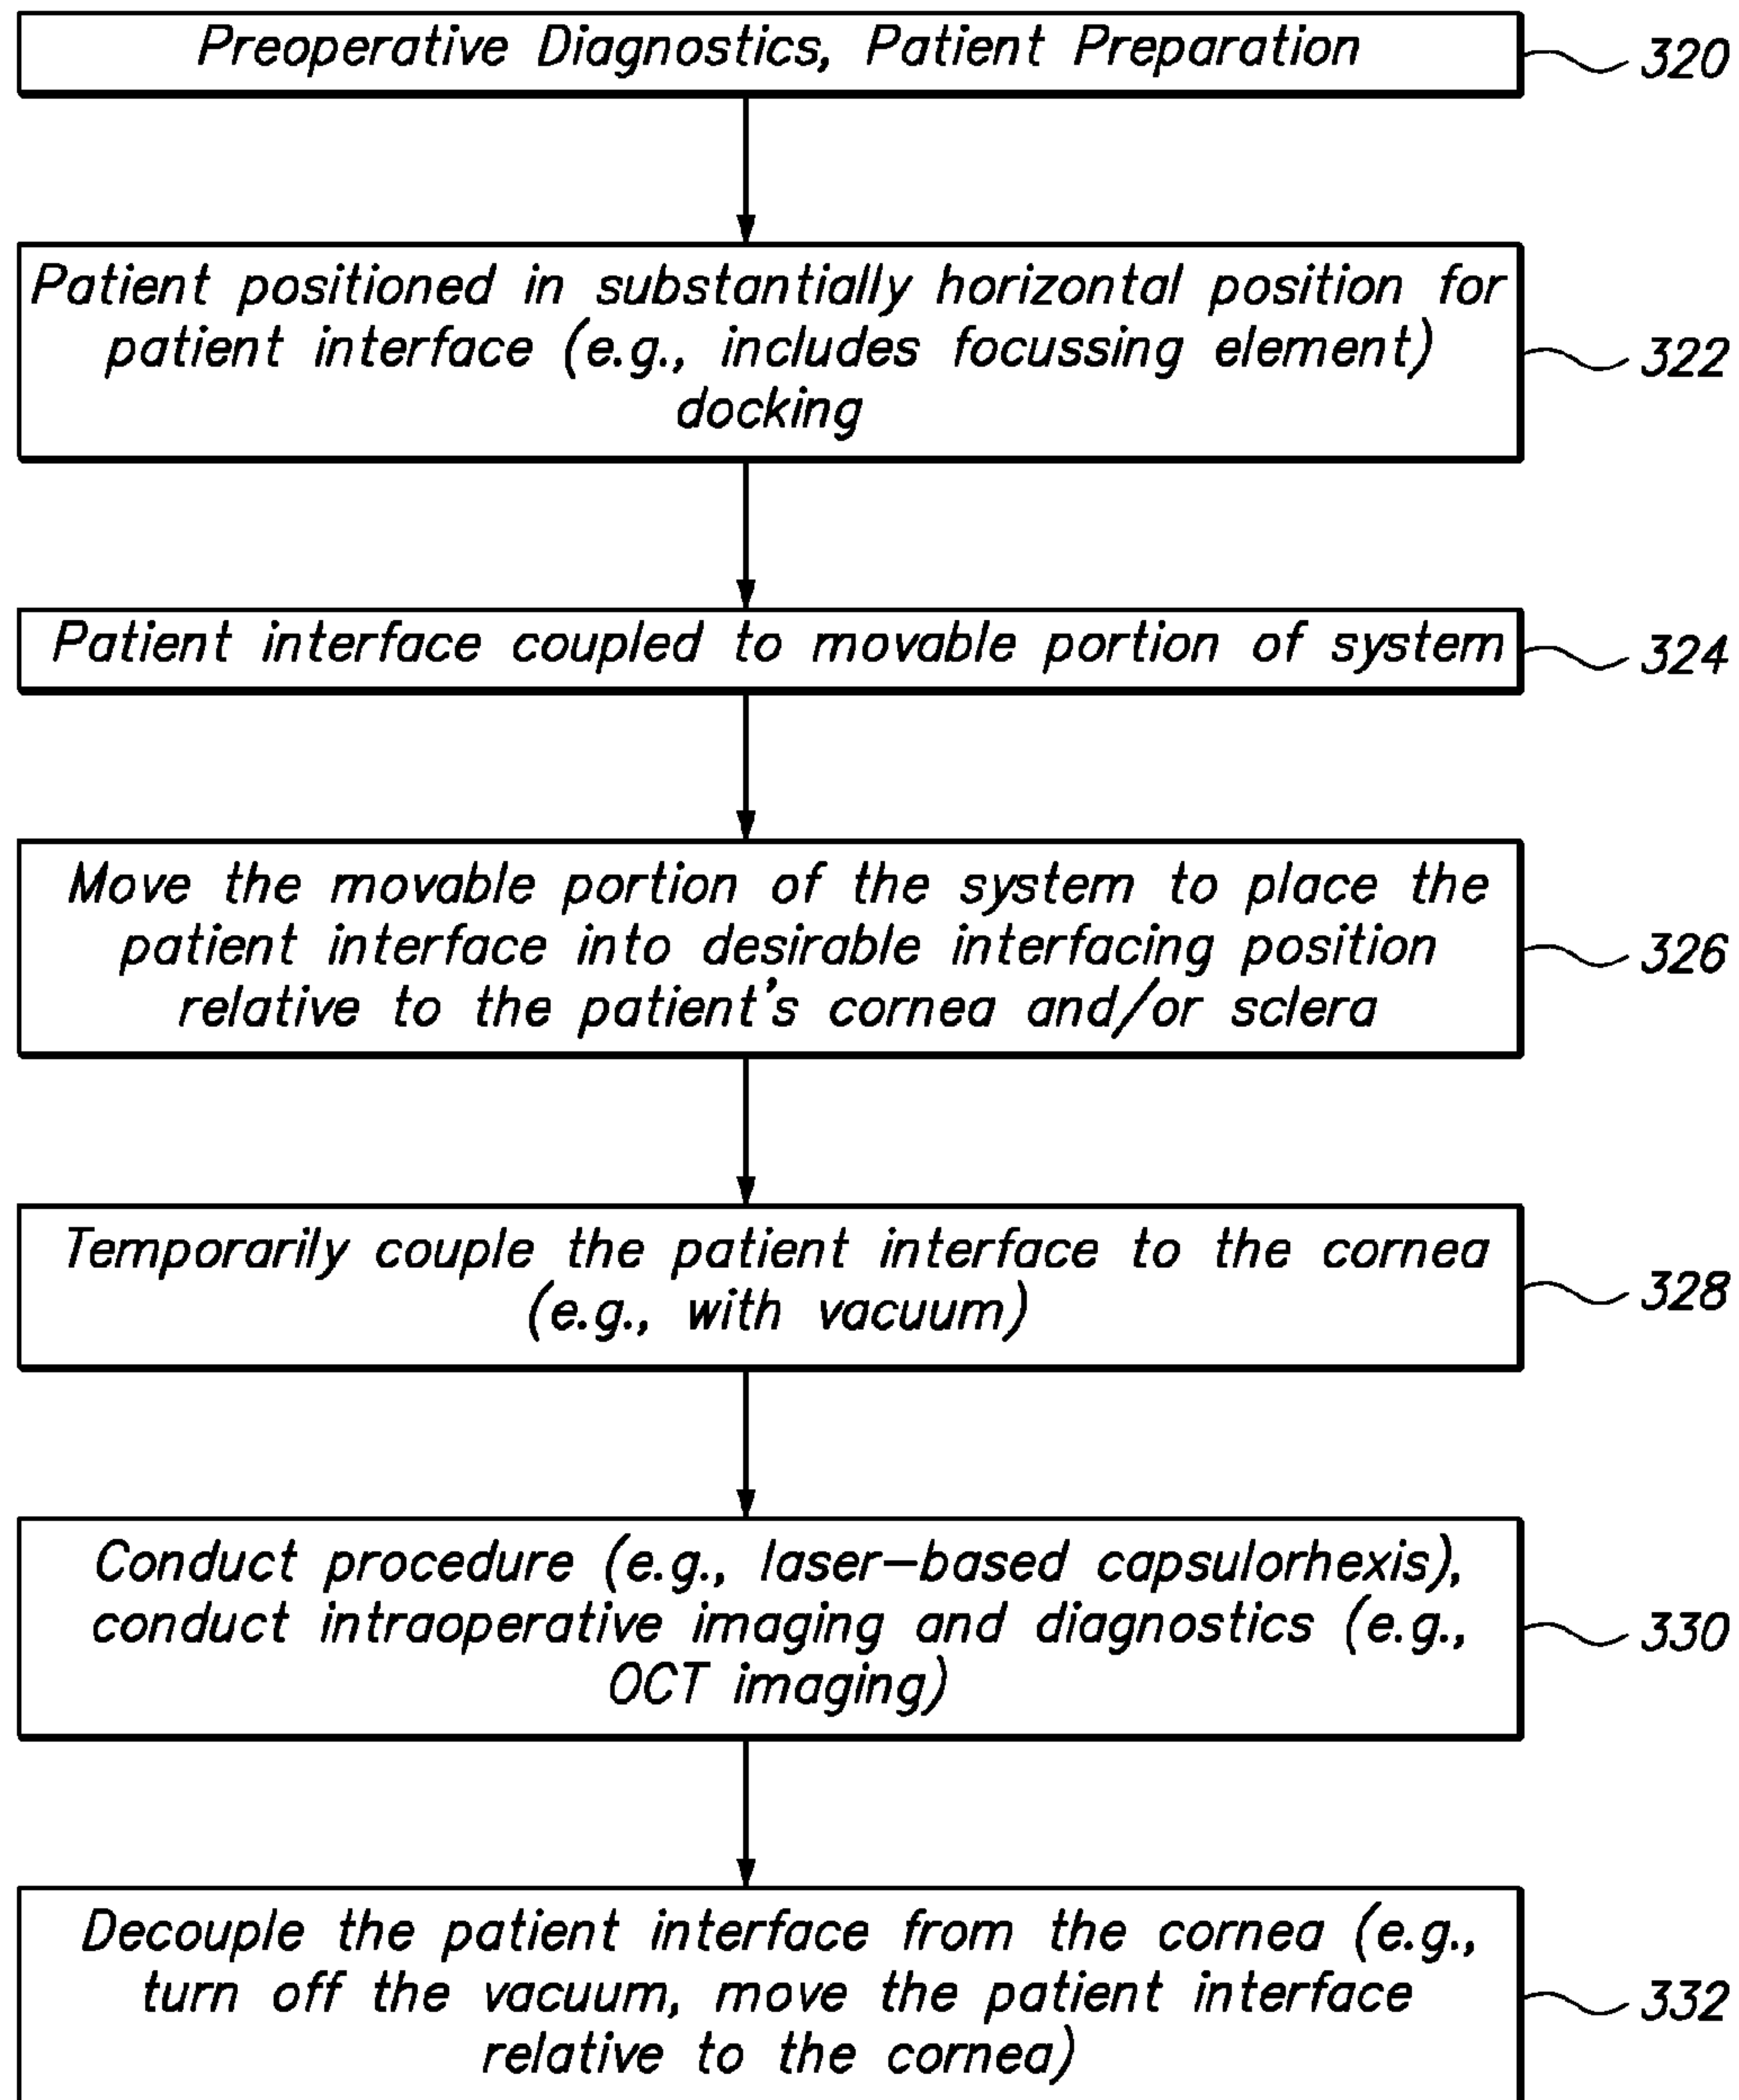 Preoperative Diagnostics, Patient Preparation
320
Patient positioned in substantially horizontal position for
patient interface (e.g., includes focussing element)
docking
322
Patient interface coupled to movable portion of system
324
Move the movable portion of the system to place the
patient interface into desirable interfacing position
relative to the patient's cornea and/or sclera
326
Temporarily couple the patient interface to the cornea
(e.g., with vacuum)
328
Conduct procedure (e.g., laser-based capsulorhexis),
conduct intraoperative imaging and diagnostics (e.g.,
OCT imaging)
330
Decouple the patient interface from the cornea (e.g.,
turn off the vacuum, move the patient interface
relative to the cornea)
332